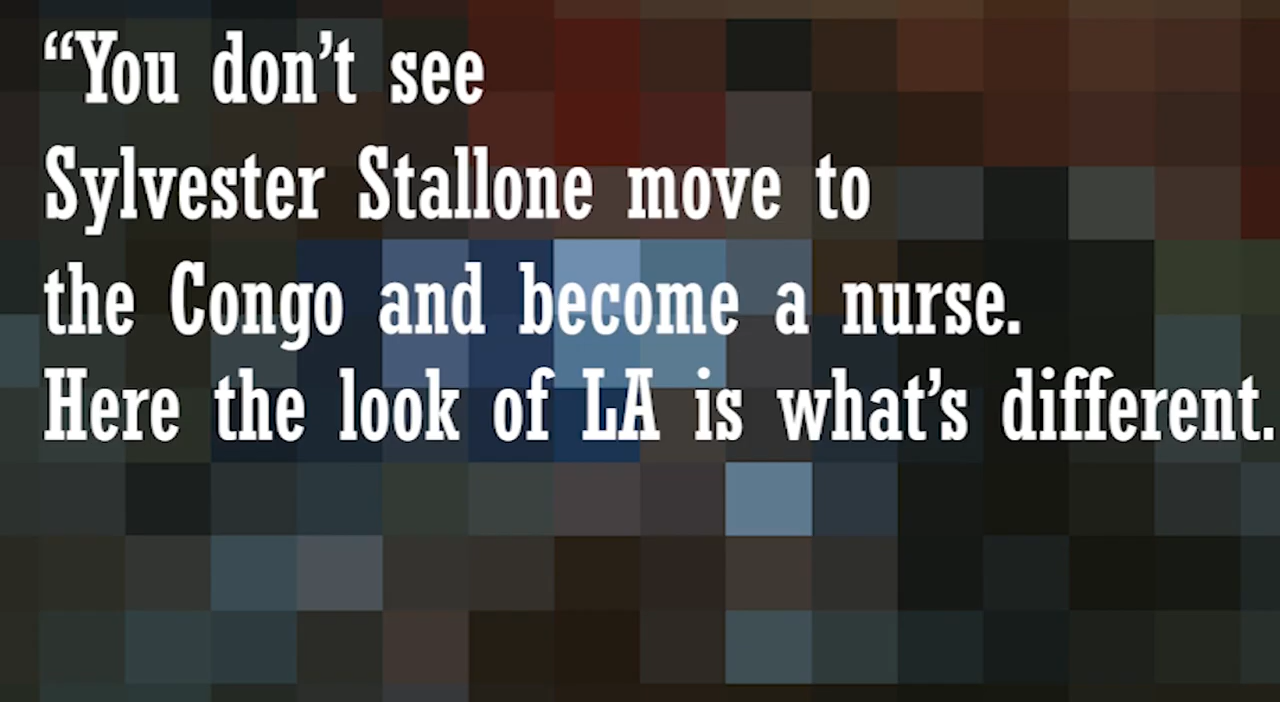 “You don’t see
Sylvester Stallone move to
the Congo and become a nurse.
Here the look of LA is what’s different.